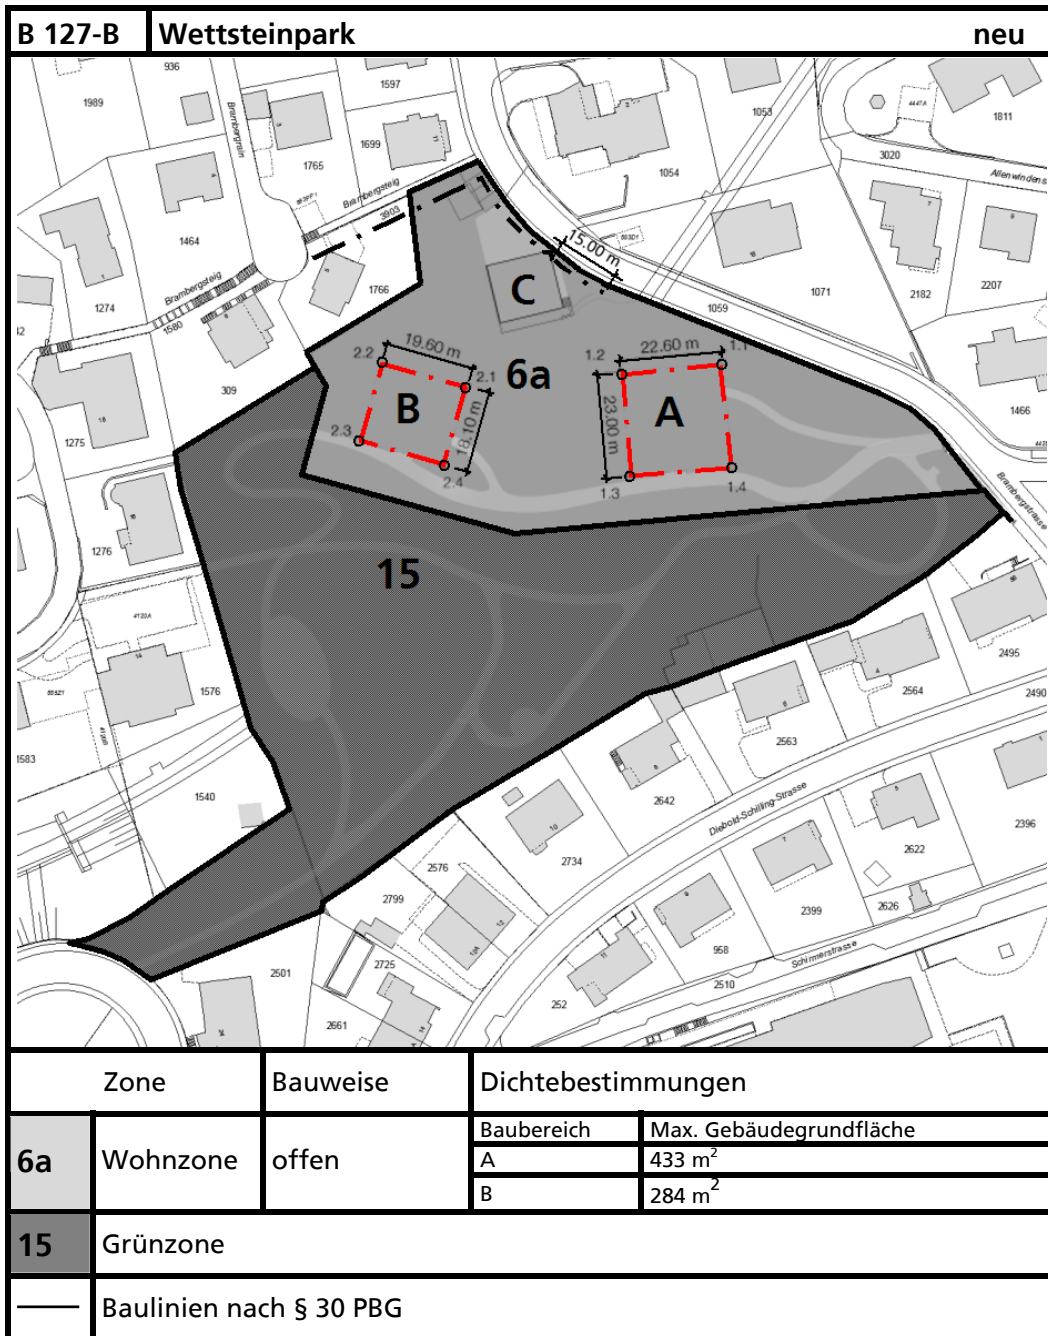 B 127-B Wettsteinpark neu
936
1989
1597
Brambergrain
1765
1699
11
1053
1811
4447A
3020
Allenwindens
1054
Brambergsteig
3903
1464
1766
1274
Brambergsteig
1580
309
15.00 m
1059
1071
2182
2207
C
2.2
19.60 m
2.1
6a
1.2
22.60 m
1.1
B
A
23.00 m
18.10 m
2.3
2.4
1.3
1.4
1466
1275
1276
Brambergstrasse
15
4120A
1576
1583
1540
2495
2564
2490
2563
2642
Diebold-Schilling-Strasse
2396
2622
2734
2576
2799
2626
2399
958
Schirmerstrasse
2510
2501
2725
252
2661
Zone Bauweise Dichtebestimmungen
6a Wohnzone offen
Baubereich Max. Gebäudegrundfläche
A 433 m²
B 284 m²
15 Grünzone
Baulinien nach § 30 PBG